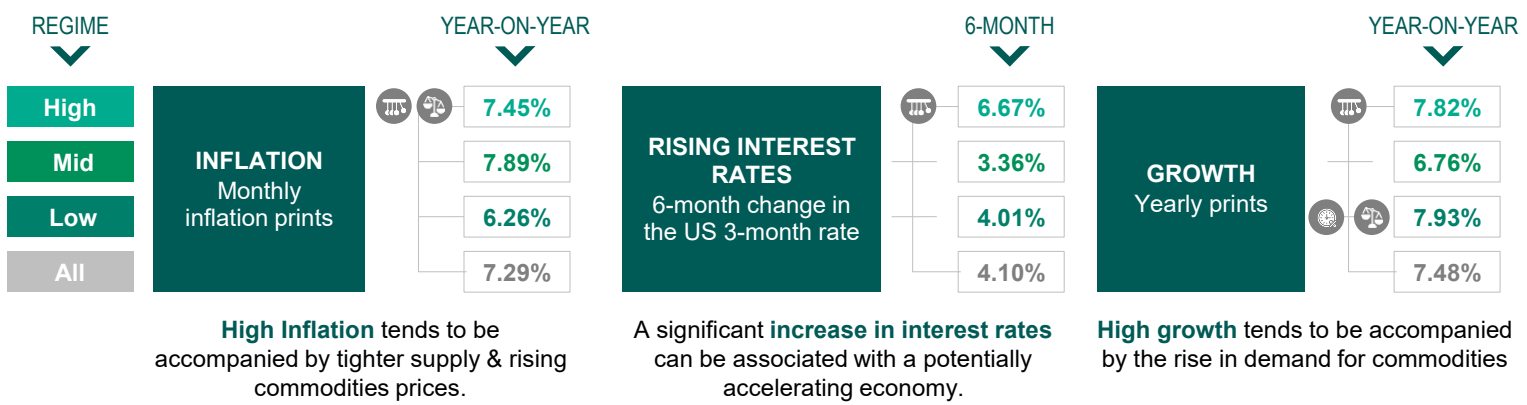 REGIME
YEAR-ON-YEAR
6-MONTH
YEAR-ON-YEAR
High
Mid
Low
All
INFLATION
Monthly
inflation prints
7.45%
7.89%
6.26%
7.29%
RISING INTEREST
RATES
6-month change in
the US 3-month rate
6.67%
3.36%
4.01%
4.10%
GROWTH
Yearly prints
7.82%
6.76%
7.93%
7.48%
High Inflation tends to be
accompanied by tighter supply & rising
commodities prices.
A significant increase in interest rates
can be associated with a potentially
accelerating economy.
High growth tends to be accompanied
by the rise in demand for commodities